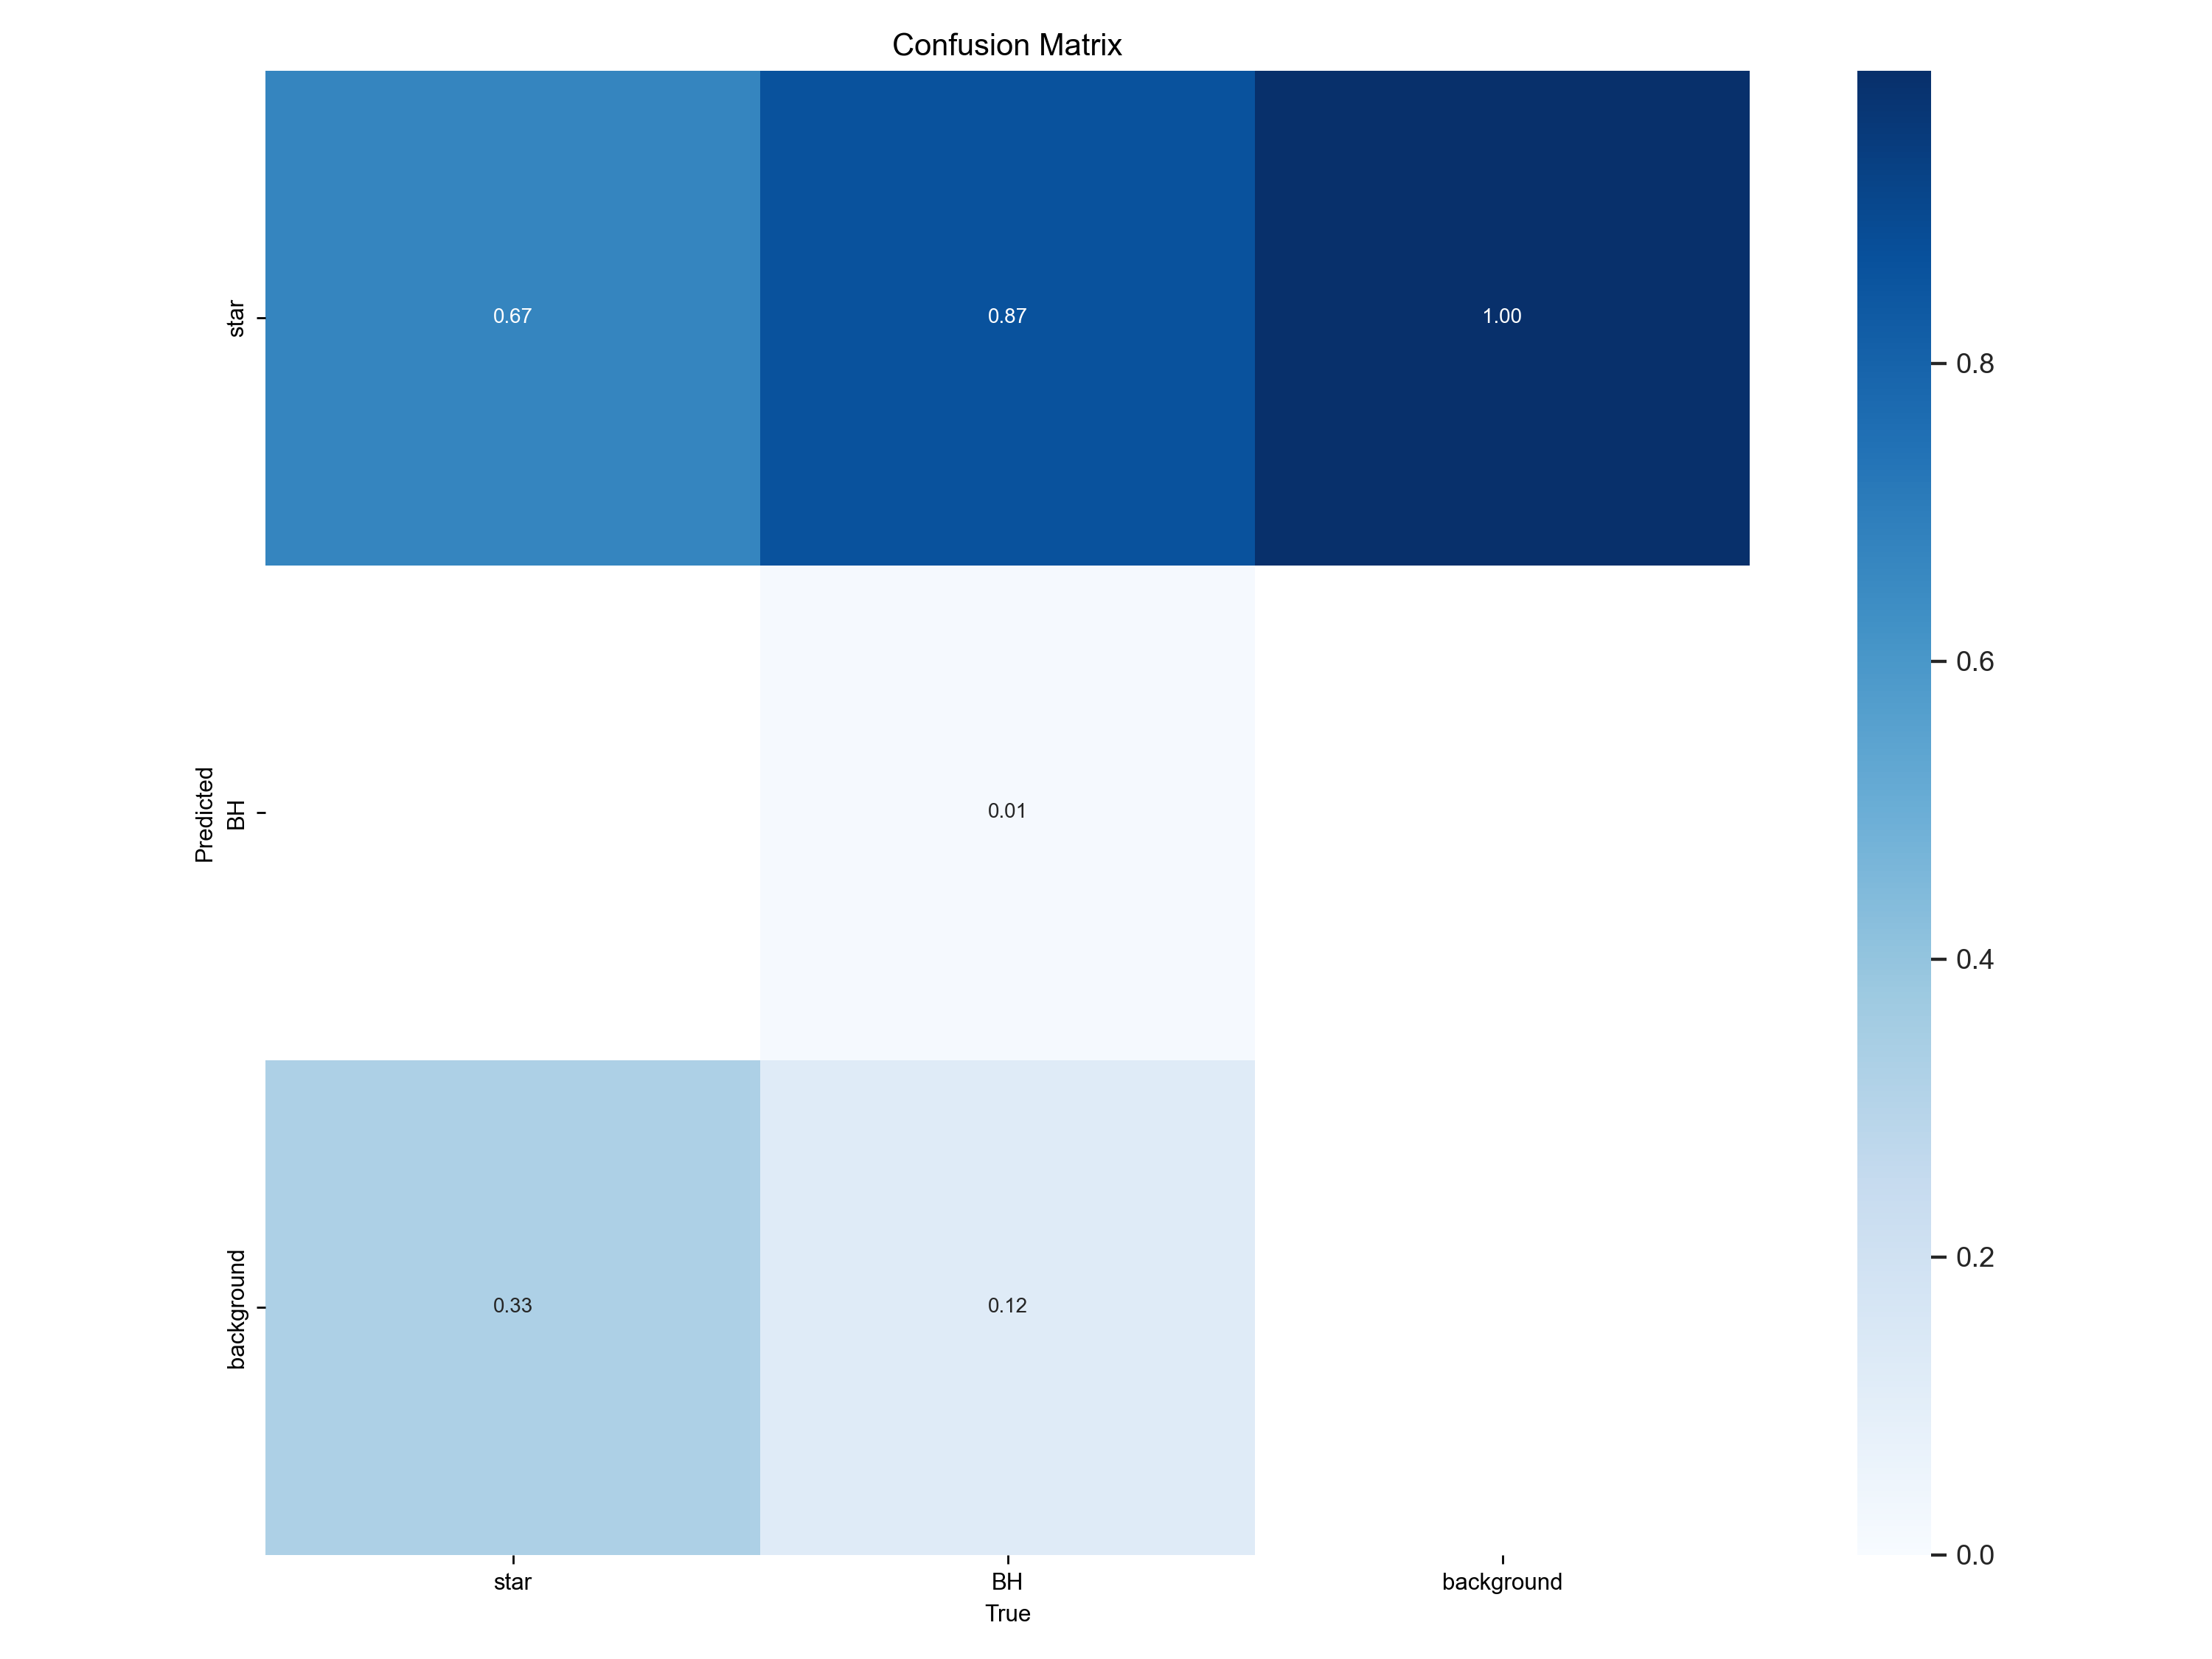 Confusion Matrix
star
0.67
0.87
1.00
0.8
0.6
Predicted
BH
0.01
0.4
background
0.33
0.12
0.2
0.0
star
BH
background
True